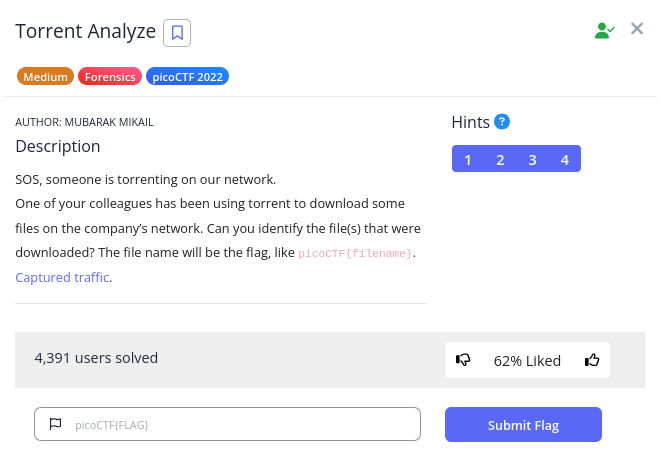 Torrent Analyze
Medium Forensics picoCTF 2022
AUTHOR: MUBARAK MIKAIL
Description
SOS, someone is torrenting on our network.
One of your colleagues has been using torrent to download some
files on the company’s network. Can you identify the file(s) that were
downloaded? The file name will be the flag, like picoCTF{filename}.
Captured traffic.
Hints ?
1 2 3 4
4,391 users solved
62% Liked
picoCTF{FLAG}
Submit Flag